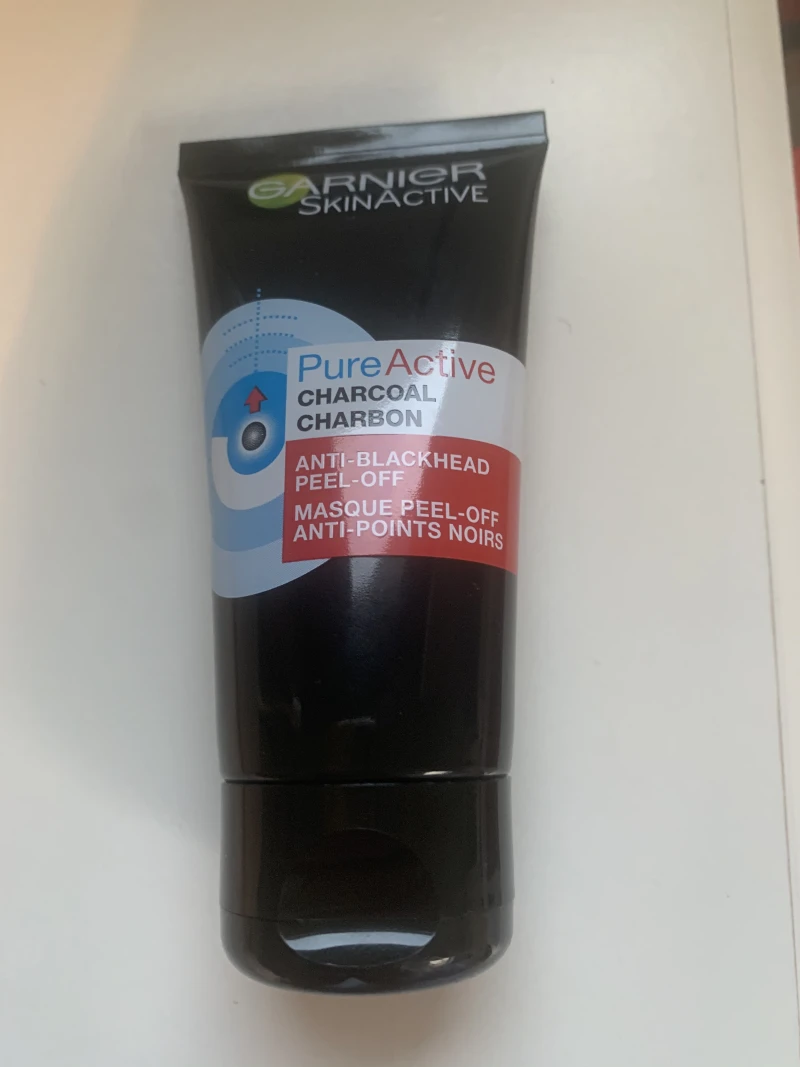 GARNIER
SKINACTIVE
PureActive
CHARCOAL
CHARBON
ANTI-BLACKHEAD
PEEL-OFF
MASQUE PEEL-OFF
ANTI-POINTS NOIRS